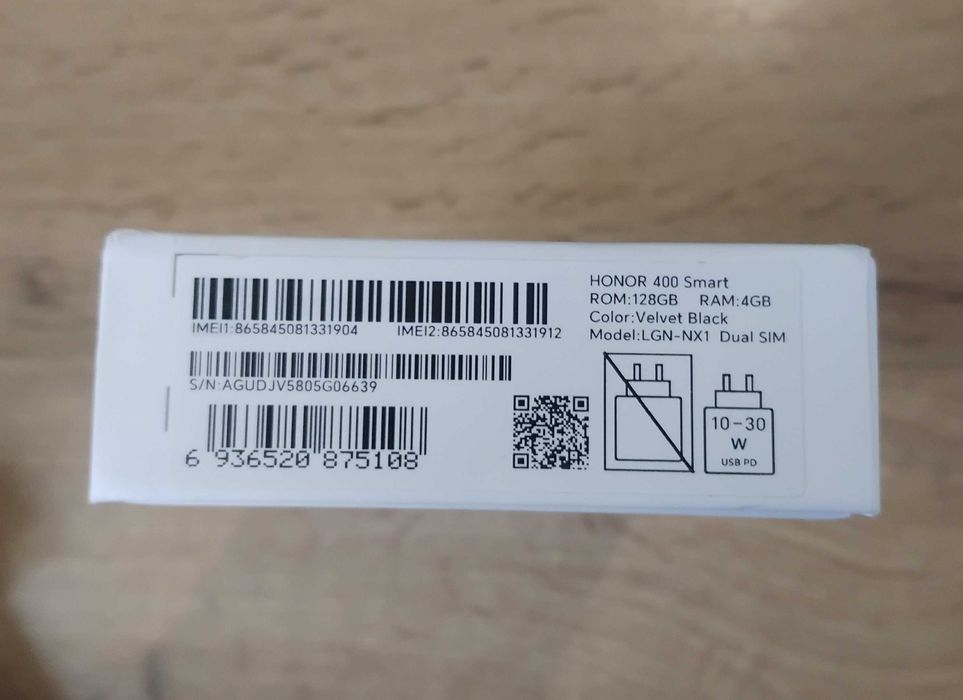 IMEI1:865845081331904 IMEI2:865845081331912
S/N:AGUDJV5805G06639
6 936520 875108
HONOR 400 Smart
ROM:128GB RAM:4GB
Color:Velvet Black
Model:LGN-NX1 Dual SIM
10-30
W
USB PD